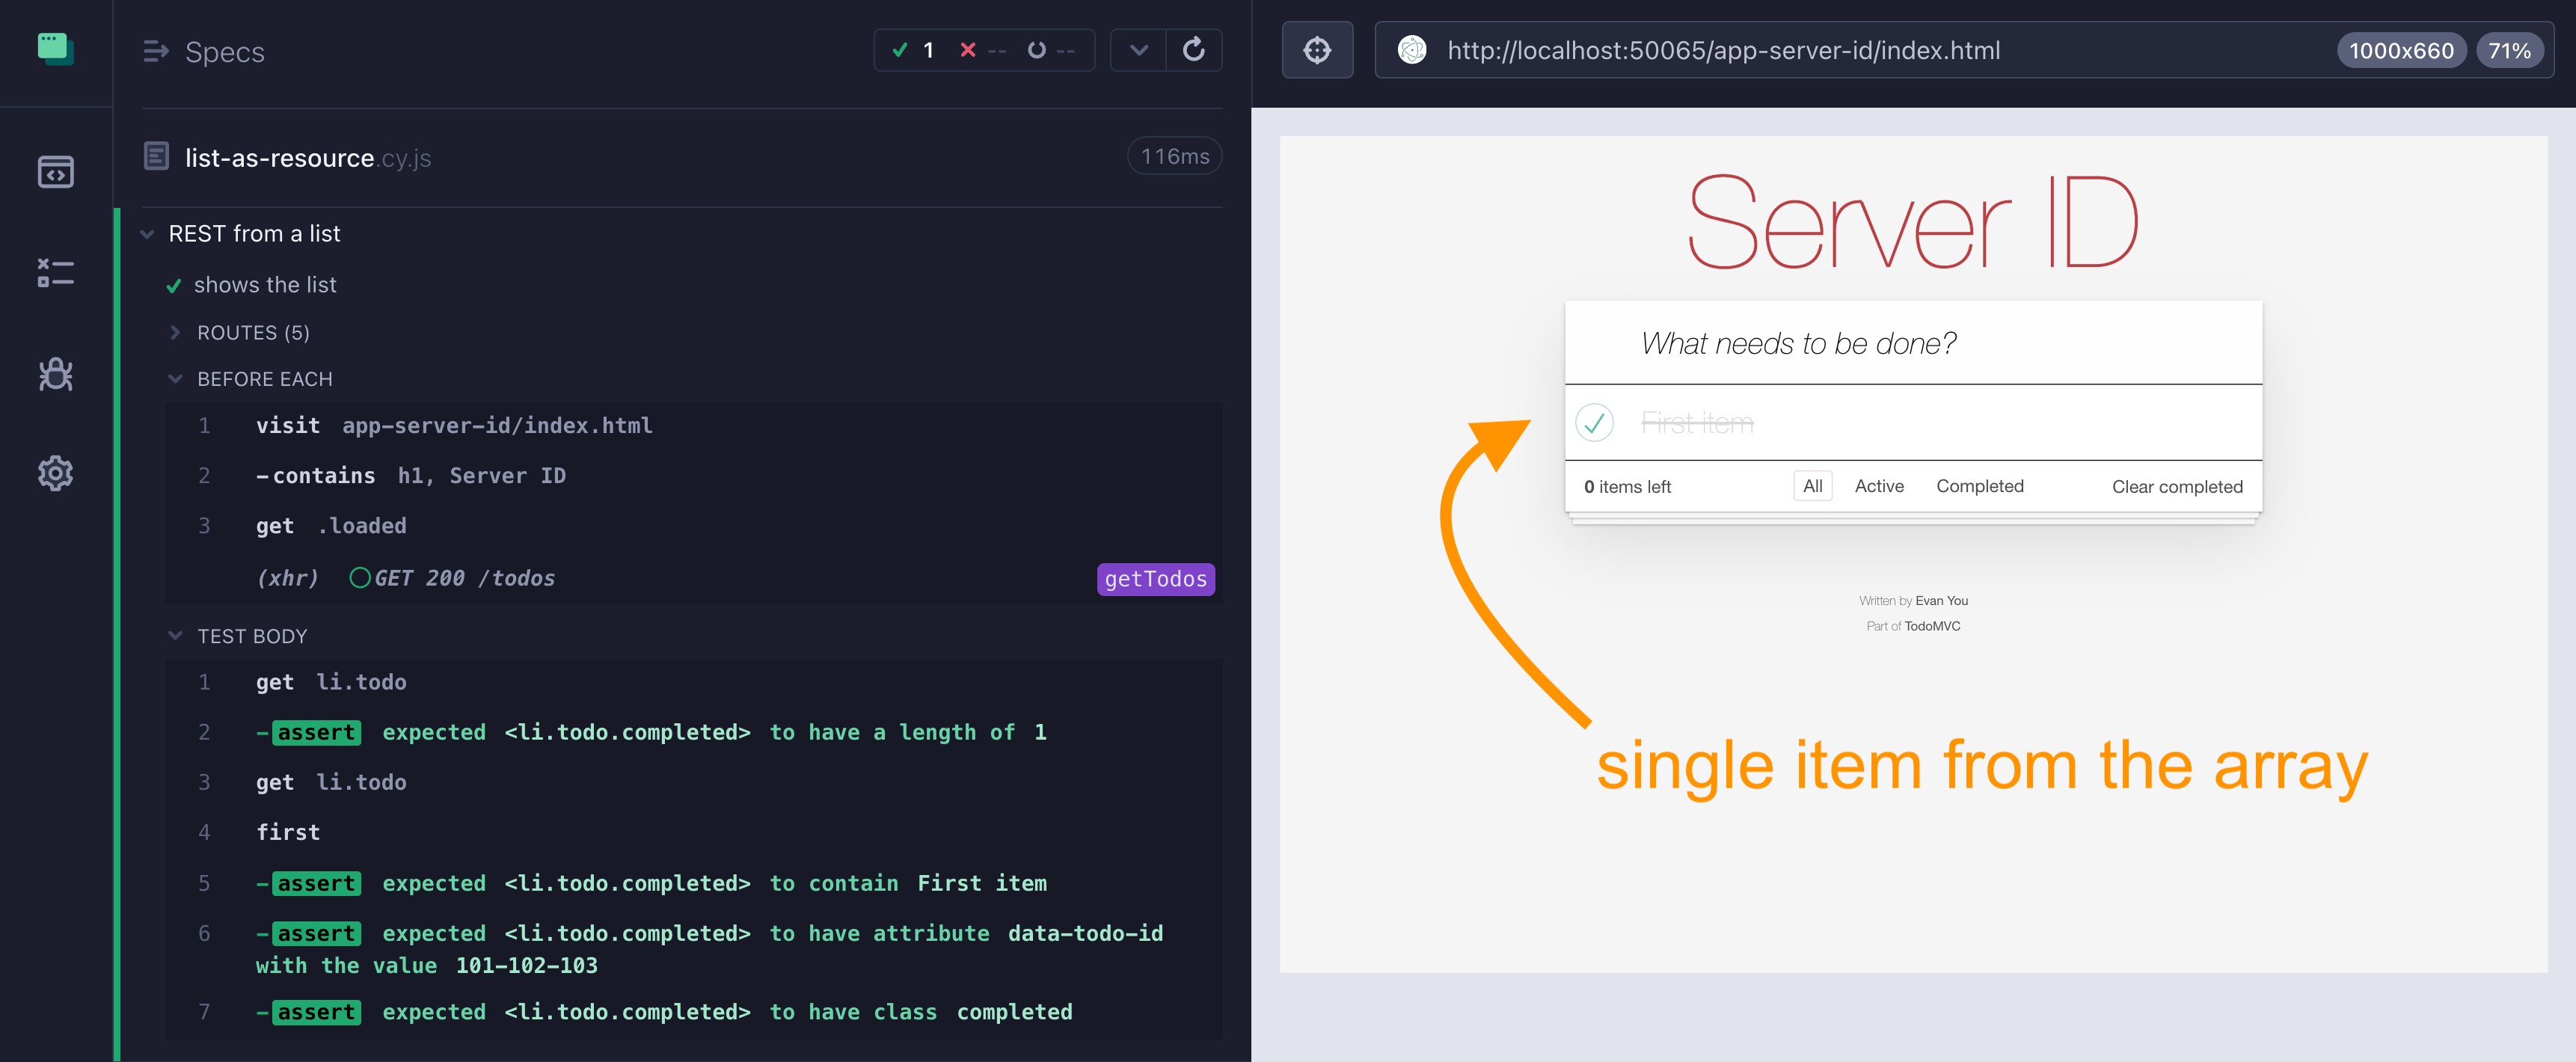 Specs
1 -- --
http://localhost:50065/app-server-id/index.html
1000x660
71%
list-as-resource.cy.js
116ms
REST from a list
shows the list
ROUTES (5)
BEFORE EACH
1 visit app-server-id/index.html
2 -contains h1, Server ID
3 get .loaded
(xhr) GET 200 /todos
getTodos
TEST BODY
1 get li.todo
2 -assert expected <li.todo.completed> to have a length of 1
3 get li.todo
4 first
5 -assert expected <li.todo.completed> to contain First item
6 -assert expected <li.todo.completed> to have attribute data-todo-id
with the value 101-102-103
7 -assert expected <li.todo.completed> to have class completed
Server ID
What needs to be done?
First item
0 items left
All
Active
Completed
Clear completed
Written by Evan You
Part of TodoMVC
single item from the array